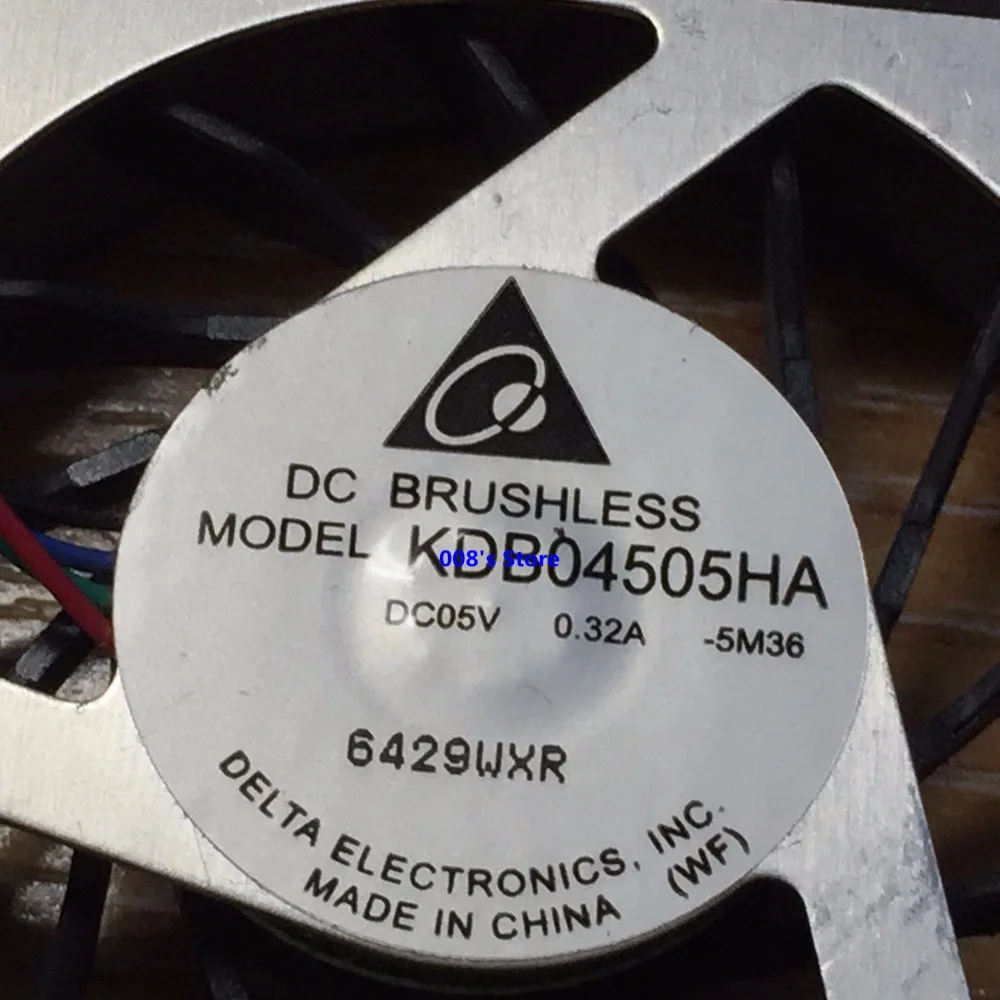 DC BRUSHLESS
MODEL KDB04505HA
008's Store
DC05V 0.32A -5M36
6429WXR
DELTA ELECTRONICS, INC.
MADE IN CHINA (WF)